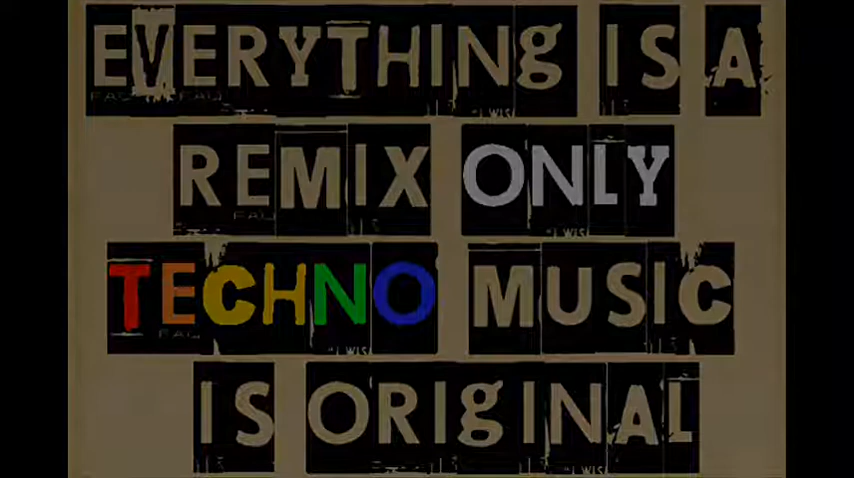 EVERYTHING IS A
REMIX ONLY
TECHNO MUSIC
IS ORIGINAL